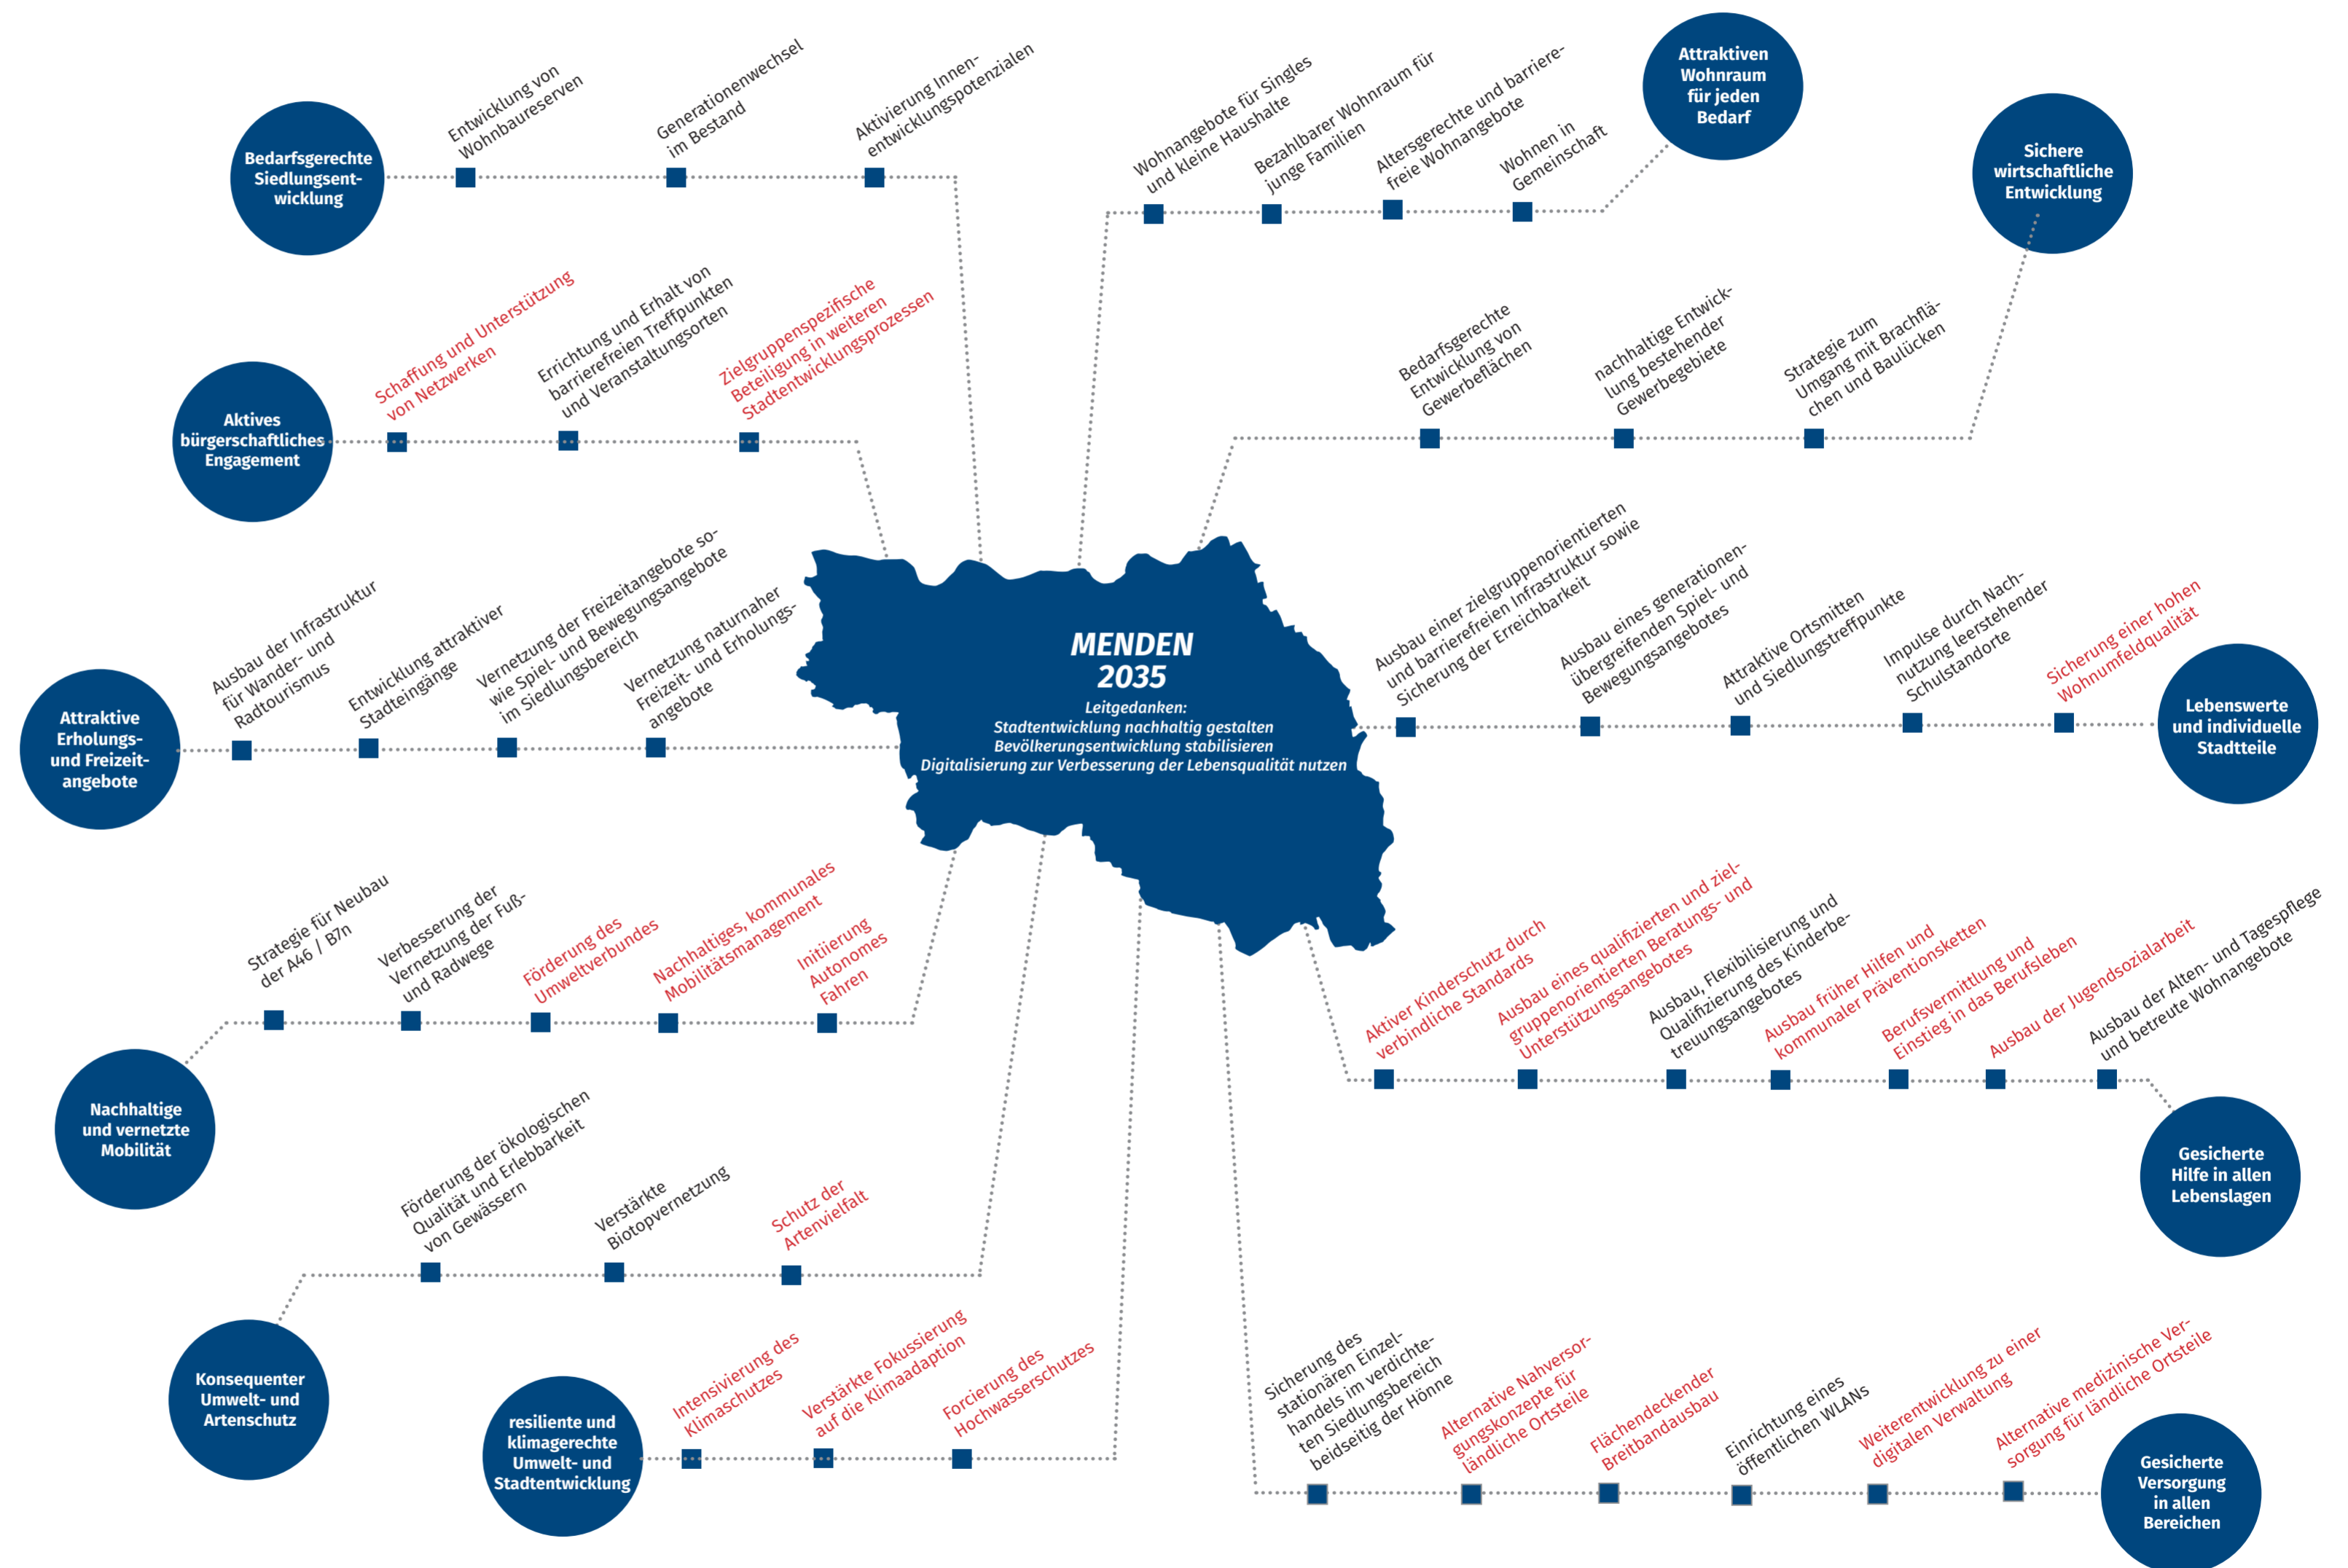 Bedarfsgerechte
Siedlungsent-
wicklung
Entwicklung von
Wohnbaureserven
Generationenwechsel
im Bestand
Aktivierung Innen-
entwicklungspotenzialen
Wohnangebote für Singles
und kleine Haushalte
Bezahlbarer Wohnraum für
junge Familien
Altersgerechte und barriere-
freie Wohnangebote
Wohnen in
Gemeinschaft
Attraktiven
Wohnraum
für jeden
Bedarf
Sichere
wirtschaftliche
Entwicklung
Bedarfsgerechte
Entwicklung von
Gewerbeflächen
nachhaltige Entwick-
lung bestehender
Gewerbegebiete
Strategie zum
Umgang mit Brachflä-
chen und Baulücken
Aktives
bürgerschaftliches
Engagement
Schaffung und Unterstützung
von Netzwerken
Errichtung und Erhalt von
barrierefreien Treffpunkten
und Veranstaltungsorten
Zielgruppenspezifische
Beteiligung in weiteren
Stadtentwicklungsprozessen
Attraktive
Erholungs-
und Freizeit-
angebote
Ausbau der Infrastruktur
für Wander- und
Radtourismus
Entwicklung attraktiver
Stadteingänge
Vernetzung der Freizeitangebote so-
wie Spiel- und Bewegungsangebote
im Siedlungsbereich
Vernetzung naturnaher
Freizeit- und Erholungs-
angebote
MENDEN
2035
Leitgedanken:
Stadtentwicklung nachhaltig gestalten
Bevölkerungsentwicklung stabilisieren
Digitalisierung zur Verbesserung der Lebensqualität nutzen
Ausbau einer zielgruppenorientierten
und barrierefreien Infrastruktur sowie
Sicherung der Erreichbarkeit
Ausbau eines generationen-
übergreifenden Spiel- und
Bewegungsangebotes
Attraktive Ortsmitten
und Siedlungstreffpunkte
Impulse durch Nach-
nutzung leerstehender
Schulstandorte
Sicherung einer hohen
Wohnumfeldqualität
Lebenswerte
und individuelle
Stadtteile
Nachhaltige
und vernetzte
Mobilität
Strategie für Neubau
der A46 / B7n
Verbesserung der
Vernetzung der Fuß-
und Radwege
Förderung des
Umweltverbundes
Nachhaltiges, kommunales
Mobilitätsmanagement
Initiierung
Autonomes
Fahren
Aktiver Kinderschutz durch
verbindliche Standards
Ausbau eines qualifizierten und ziel-
gruppenorientierten Beratungs- und
Unterstützungsangebotes
Ausbau, Flexibilisierung und
Qualifizierung des Kinderbe-
treuungsangebotes
Ausbau früher Hilfen und
kommunaler Präventionsketten
Berufsvermittlung und
Einstieg in das Berufsleben
Ausbau der Jugendsozialarbeit
Ausbau der Alten- und Tagespflege
und betreute Wohnangebote
Gesicherte
Hilfe in allen
Lebenslagen
Konsequenter
Umwelt- und
Artenschutz
Förderung der ökologischen
Qualität und Erlebbarkeit
von Gewässern
Verstärkte
Biotopvernetzung
Schutz der
Artenvielfalt
resiliente und
klimagerechte
Umwelt- und
Stadtentwicklung
Intensivierung des
Klimaschutzes
Verstärkte Fokussierung
auf die Klimaadaption
Forcierung des
Hochwasserschutzes
Sicherung des
stationären Einzel-
handels im verdichte-
ten Siedlungsbereich
beidseitig der Hönne
Alternative Nahversor-
gungskonzepte für
ländliche Ortsteile
Flächendeckender
Breitbandausbau
Einrichtung eines
öffentlichen WLANs
Weiterentwicklung zu einer
digitalen Verwaltung
Alternative medizinische Ver-
sorgung für ländliche Ortsteile
Gesicherte
Versorgung
in allen
Bereichen